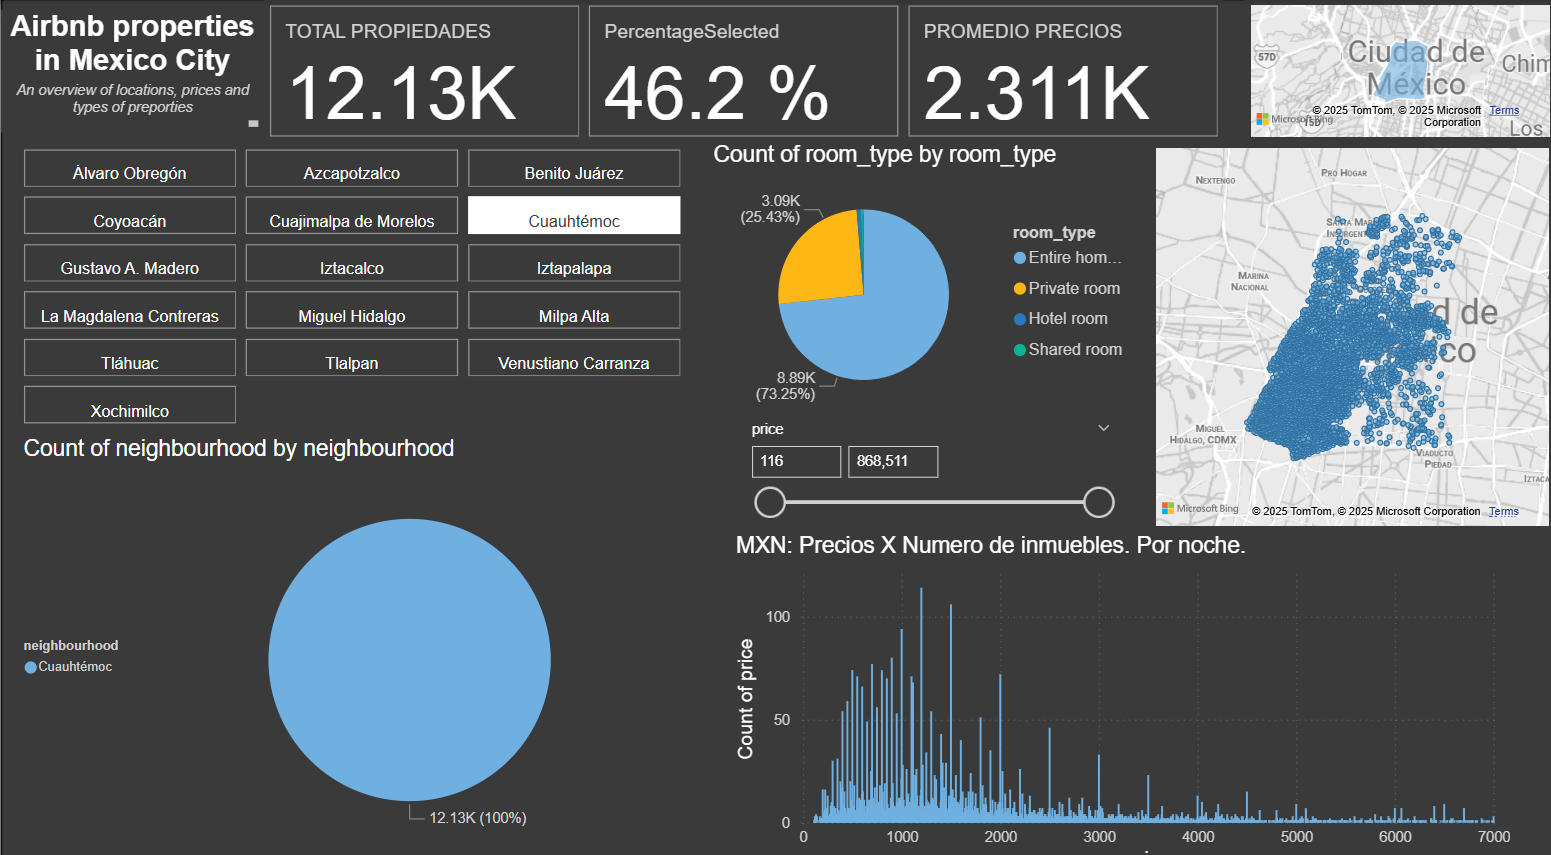 Airbnb properties
in Mexico City
An overview of locations, prices and
types of preporties
TOTAL PROPIEDADES
12.13K
PercentageSelected
46.2 %
PROMEDIO PRECIOS
2.311K
57D
Ciudad de
México
Chim
15D
Los
© 2025 TomTom, © 2025 Microsoft
Corporation
Terms
Microsoft Bing
Álvaro Obregón
Azcapotzalco
Benito Juárez
Coyoacán
Cuajimalpa de Morelos
Cuauhtémoc
Gustavo A. Madero
Iztacalco
Iztapalapa
La Magdalena Contreras
Miguel Hidalgo
Milpa Alta
Tláhuac
Tlalpan
Venustiano Carranza
Xochimilco
Count of room_type by room_type
3.09K
(25.43%)
8.89K
(73.25%)
room_type
Entire hom…
Private room
Hotel room
Shared room
price
116
868,511
NEXTENGO
PRO HOGAR
SANTA MAR
INSURGENT
MARINA
NACIONAL
d de
co
MIGUEL
HIDALGO, CDMX
VIADUCTO
PIEDAD
IZTACA
Microsoft Bing
© 2025 TomTom, © 2025 Microsoft Corporation
Terms
Count of neighbourhood by neighbourhood
neighbourhood
Cuauhtémoc
12.13K (100%)
MXN: Precios X Numero de inmuebles. Por noche.
Count of price
100
50
0
0
1000
2000
3000
4000
5000
6000
7000